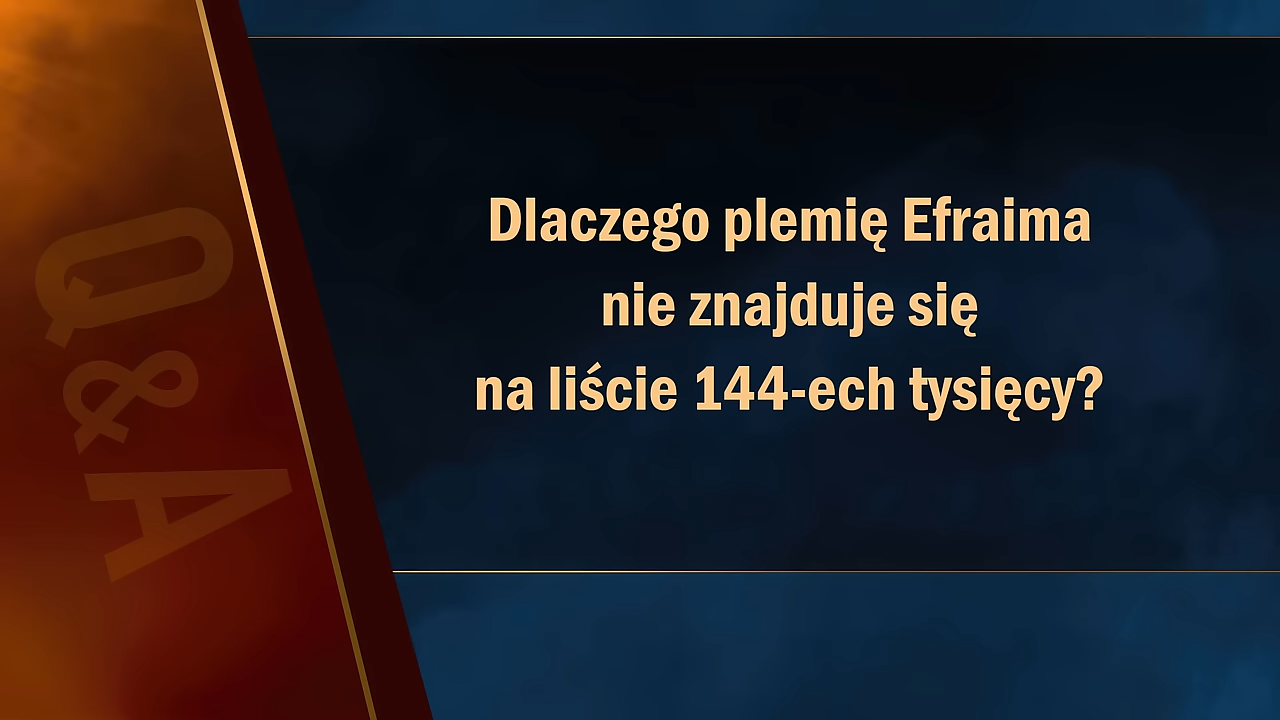 Q&A
Dlaczego plemię Efraima
nie znajduje się
na liście 144-ech tysięcy?